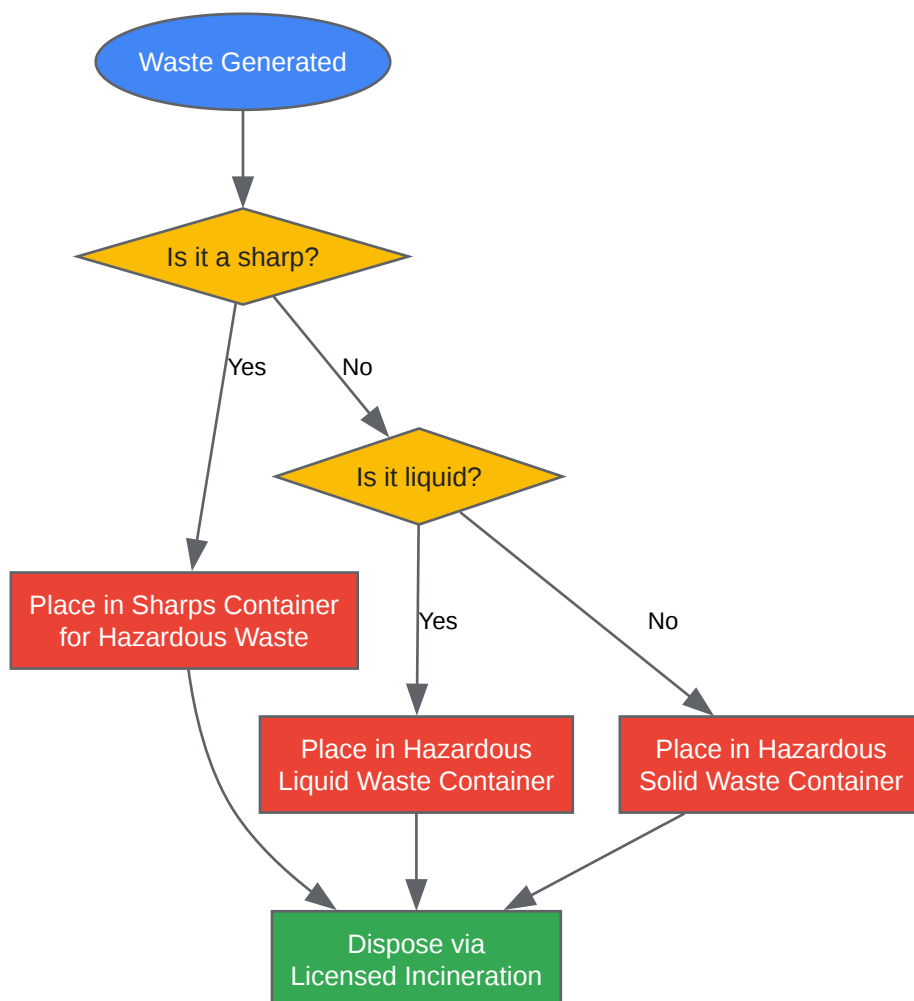 Waste Generated
Is it a sharp?
Yes
No
Is it liquid?
Place in Sharps Container
for Hazardous Waste
Yes
No
Place in Hazardous
Liquid Waste Container
Place in Hazardous
Solid Waste Container
Dispose via
Licensed Incineration